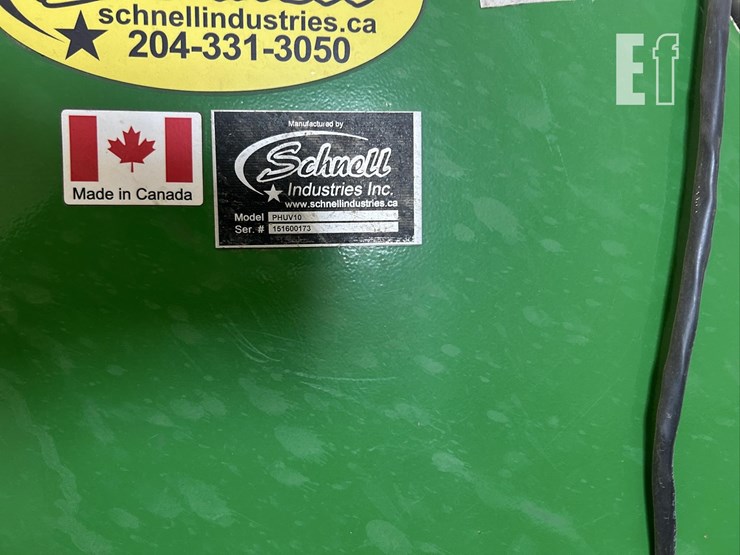 schnellindustries.ca
204-331-3050
Ef
Made in Canada
Manufactured by
Schnell
Industries Inc.
www.schnellindustries.ca
Model PHUV10
Ser. # 151600173